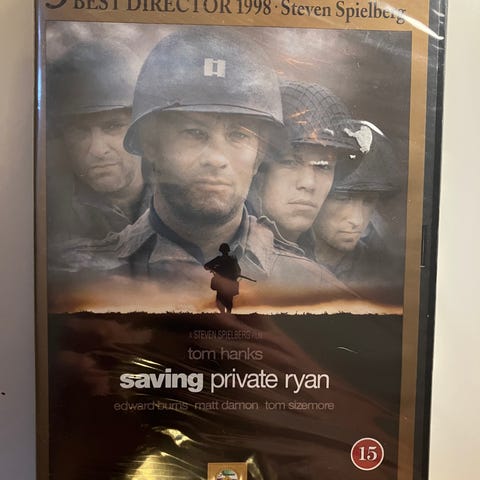 BEST DIRECTOR 1998 · Steven Spielberg
A STEVEN SPIELBERG FILM
tom hanks
saving private ryan
edward burns matt damon tom sizemore
15